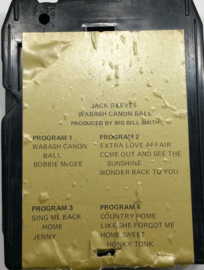 JACK REEVES
WABASH CANON BALL
PRODUCED BY BIG BILL SMITH
PROGRAM 1
WABASH CANON
BALL
BOBBIE McGEE
PROGRAM 2
EXTRA LOVE AFFAIR
COME OUT AND SEE THE
SUNSHINE
WONDER BACK TO YOU
PROGRAM 3
SING ME BACK
HOME
JENNY
PROGRAM 4
COUNTRY HOME
LIKE SHE FORGOT ME
HOME SWEET
HONKY TONK